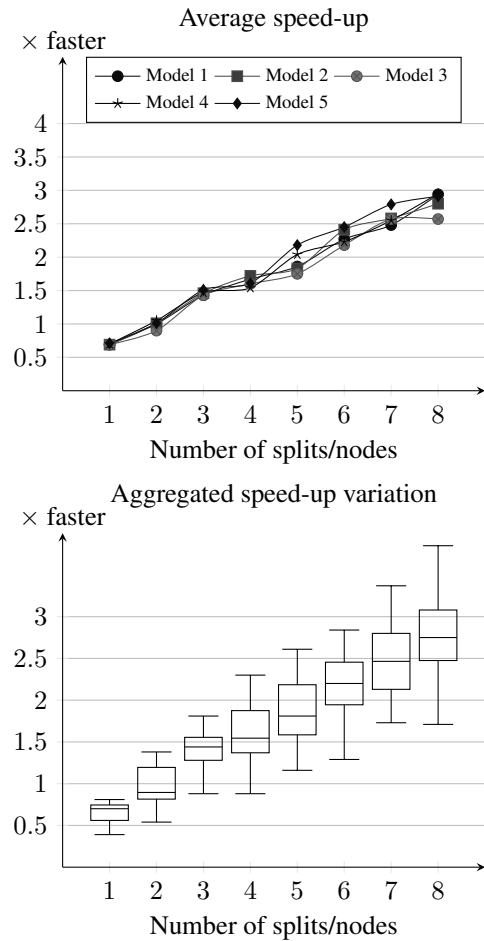 Average speed-up
× faster
Model 1 Model 2 Model 3
Model 4 Model 5
4
3
2.5
2
1.5
1
0.5
1 2 3 4 5 6 7 8
Number of splits/nodes
Aggregated speed-up variation
× faster
3
2.5
2
1.5
1
0.5
1 2 3 4 5 6 7 8
Number of splits/nodes